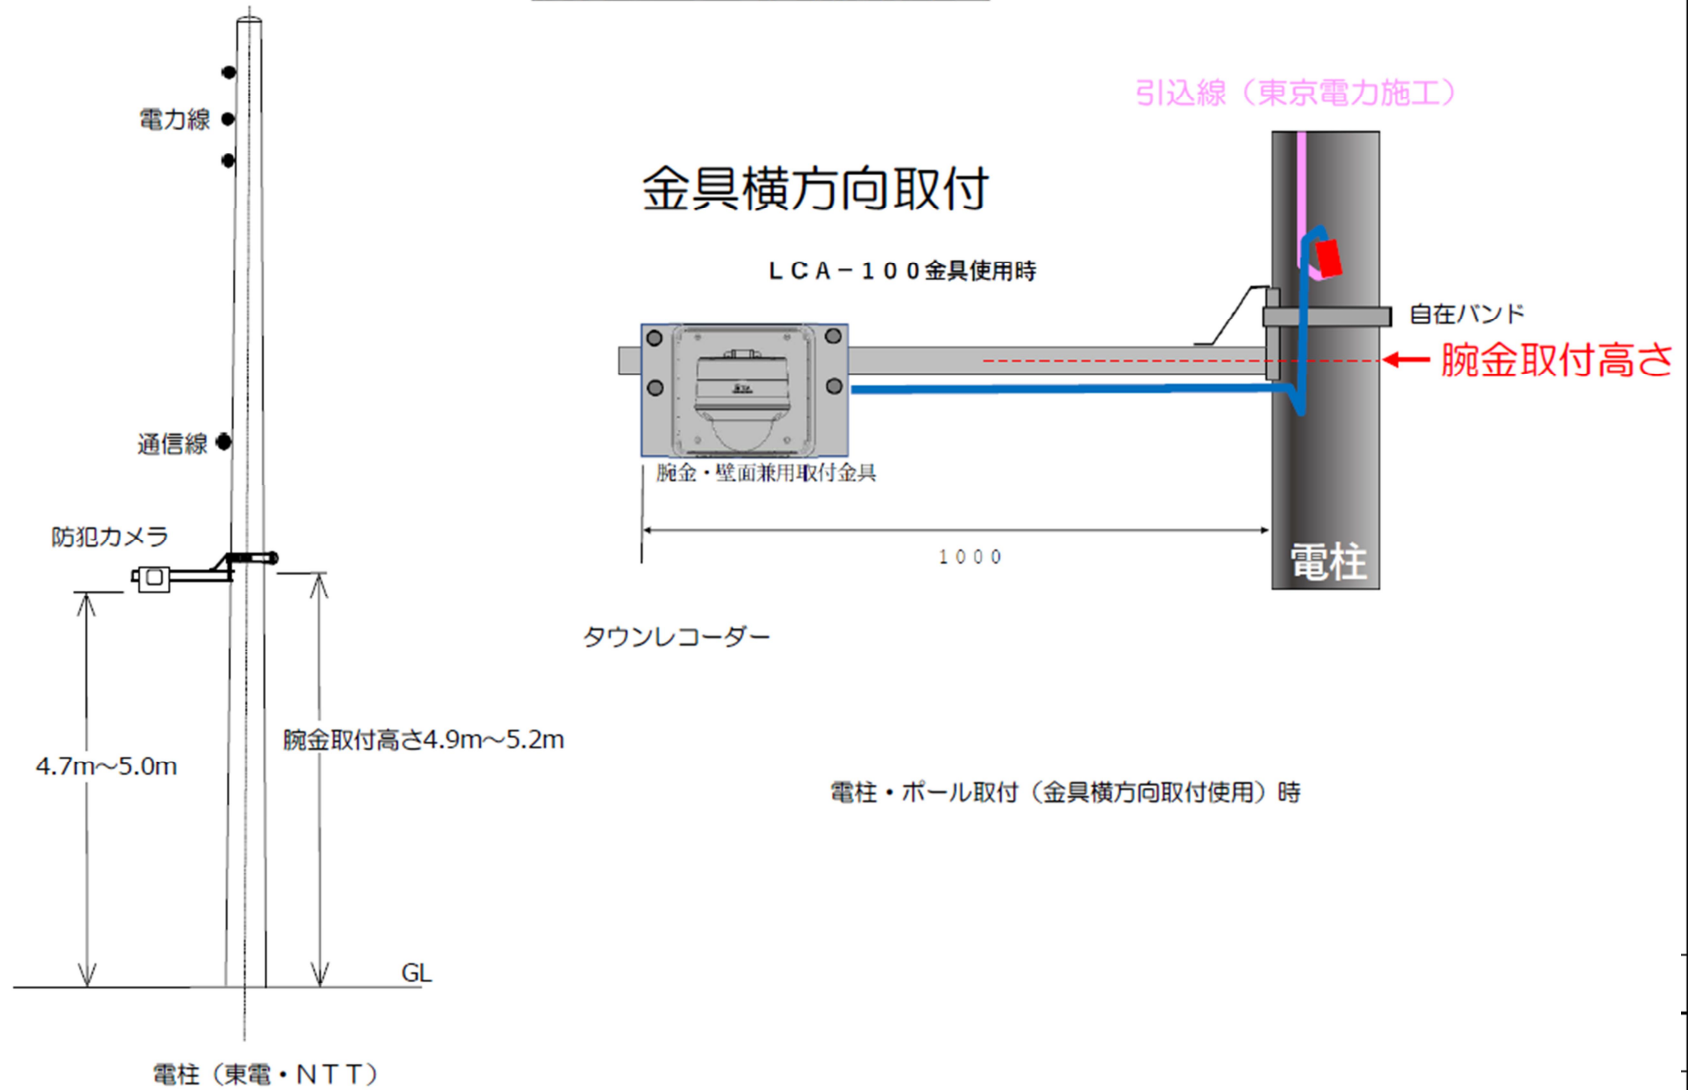 電力線
通信線
防犯カメラ
4.7m～5.0m
腕金取付高さ4.9m～5.2m
GL
電柱（東電・ＮＴＴ）
引込線（東京電力施工）
金具横方向取付
ＬＣＡ－１００金具使用時
自在バンド
腕金取付高さ
腕金・壁面兼用取付金具
1000
電柱
タウンレコーダー
電柱・ポール取付（金具横方向取付使用）時